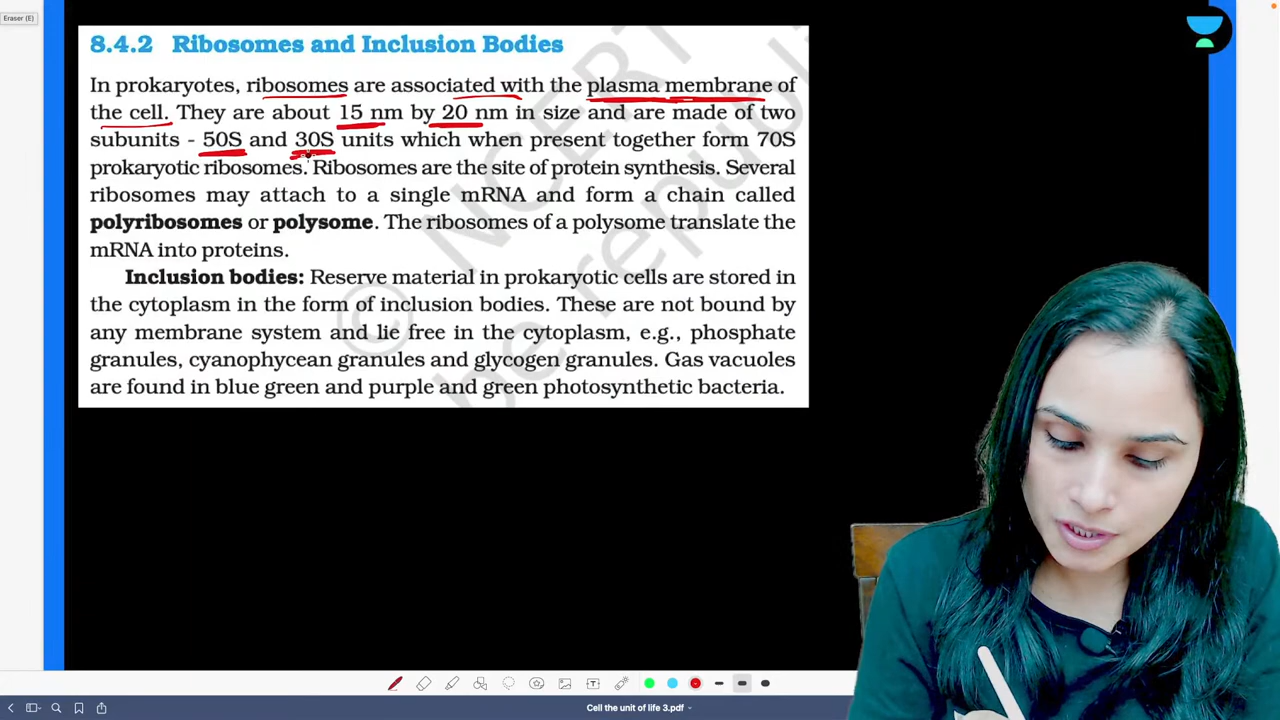 Eraser (E)
8.4.2 Ribosomes and Inclusion Bodies
In prokaryotes, ribosomes are associated with the plasma membrane of
the cell. They are about 15 nm by 20 nm in size and are made of two
subunits - 50S and 30S units which when present together form 70S
prokaryotic ribosomes. Ribosomes are the site of protein synthesis. Several
ribosomes may attach to a single mRNA and form a chain called
polyribosomes or polysome. The ribosomes of a polysome translate the
mRNA into proteins.
Inclusion bodies: Reserve material in prokaryotic cells are stored in
the cytoplasm in the form of inclusion bodies. These are not bound by
any membrane system and lie free in the cytoplasm, e.g., phosphate
granules, cyanophycean granules and glycogen granules. Gas vacuoles
are found in blue green and purple and green photosynthetic bacteria.
© NCERT
be republi
Cell the unit of life 3.pdf